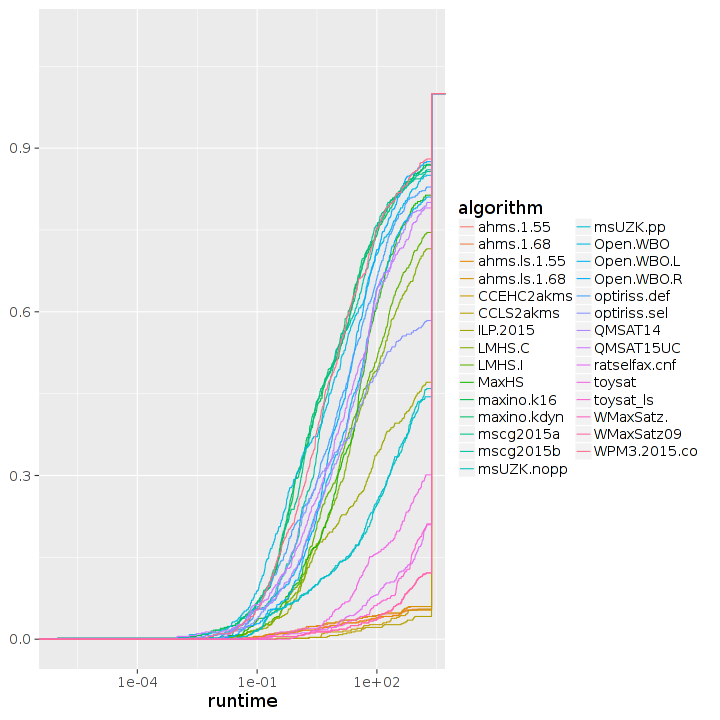 0.9
0.6
0.3
0.0
1e-04 1e-01 1e+02
runtime
algorithm
ahms.1.55
ahms.1.68
ahms.ls.1.55
ahms.ls.1.68
CCEHC2akms
CCLS2akms
ILP.2015
LMHS.C
LMHS.I
MaxHS
maxino.k16
maxino.kdyn
mscg2015a
mscg2015b
msUZK.nopp
msUZK.pp
Open.WBO
Open.WBO.L
Open.WBO.R
optiriss.def
optiriss.sel
QMSAT14
QMSAT15UC
ratselfax.cnf
toysat
toysat_ls
WMaxSatz.
WMaxSatz09
WPM3.2015.co